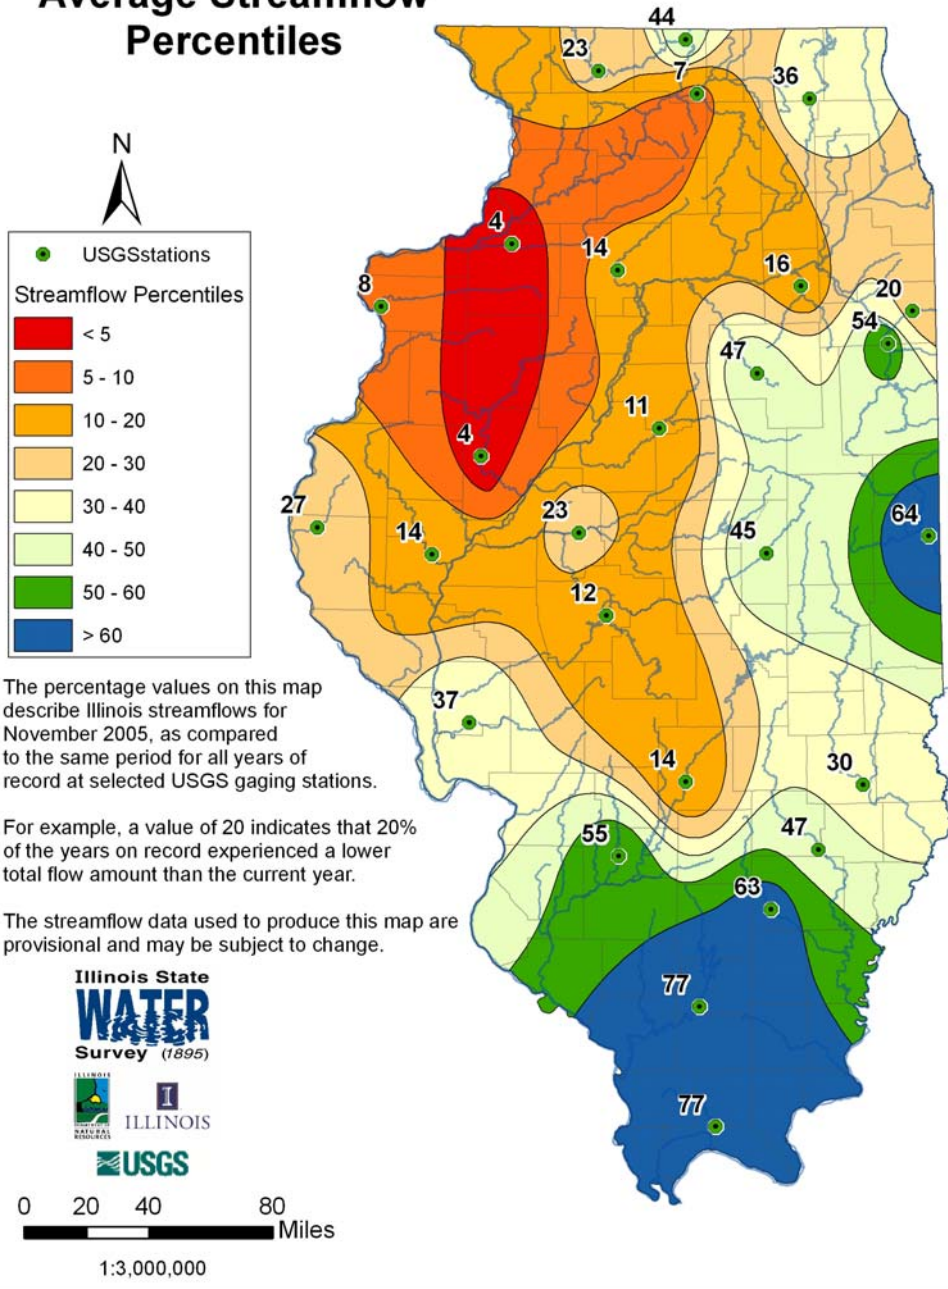 Average Streamflow
Percentiles
N
USGSstations
Streamflow Percentiles
< 5
5 - 10
10 - 20
20 - 30
30 - 40
40 - 50
50 - 60
> 60
44
23
7
36
4
14
16
8
20
54
47
11
4
27
23
64
14
45
12
37
14
30
55
47
63
77
77
The percentage values on this map
describe Illinois streamflows for
November 2005, as compared
to the same period for all years of
record at selected USGS gaging stations.
For example, a value of 20 indicates that 20%
of the years on record experienced a lower
total flow amount than the current year.
The streamflow data used to produce this map are
provisional and may be subject to change.
Illinois State
WATER
Survey (1895)
ILLINOIS
DEPARTMENT OF
NATURAL
RESOURCES
I
ILLINOIS
USGS
0 20 40 80
Miles
1:3,000,000